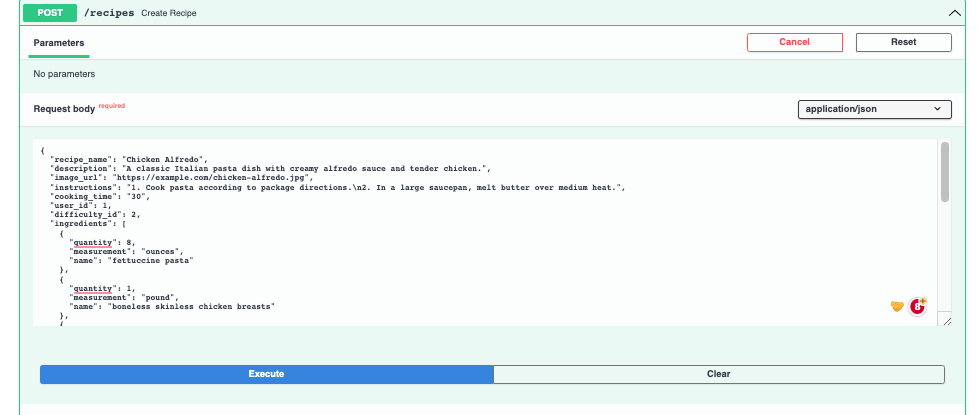 POST /recipes Create Recipe
Parameters
Cancel
Reset
No parameters
Request body required
application/json
{
"recipe_name": "Chicken Alfredo",
"description": "A classic Italian pasta dish with creamy alfredo sauce and tender chicken.",
"image_url": "https://example.com/chicken-alfredo.jpg",
"instructions": "1. Cook pasta according to package directions.\n2. In a large saucepan, melt butter over medium heat.",
"cooking_time": "30",
"user_id": 1,
"difficulty_id": 2,
"ingredients": [
{
"quantity": 8,
"measurement": "ounces",
"name": "fettuccine pasta"
},
{
"quantity": 1,
"measurement": "pound",
"name": "boneless skinless chicken breasts"
},
{
8+
Execute
Clear